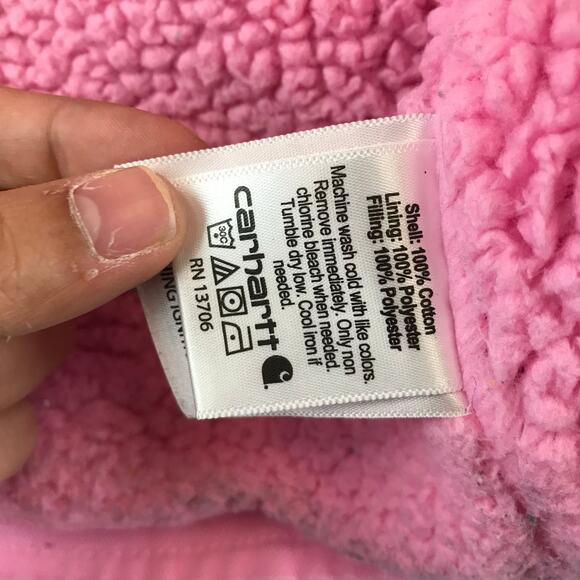 Shell: 100% Cotton
Lining: 100% Polyester
Filling: 100% Polyester
Machine wash cold with like colors.
Remove immediately. Only non
chlorine bleach when needed.
Tumble dry low. Cool iron if
needed.
carhartt
300
RN 13706